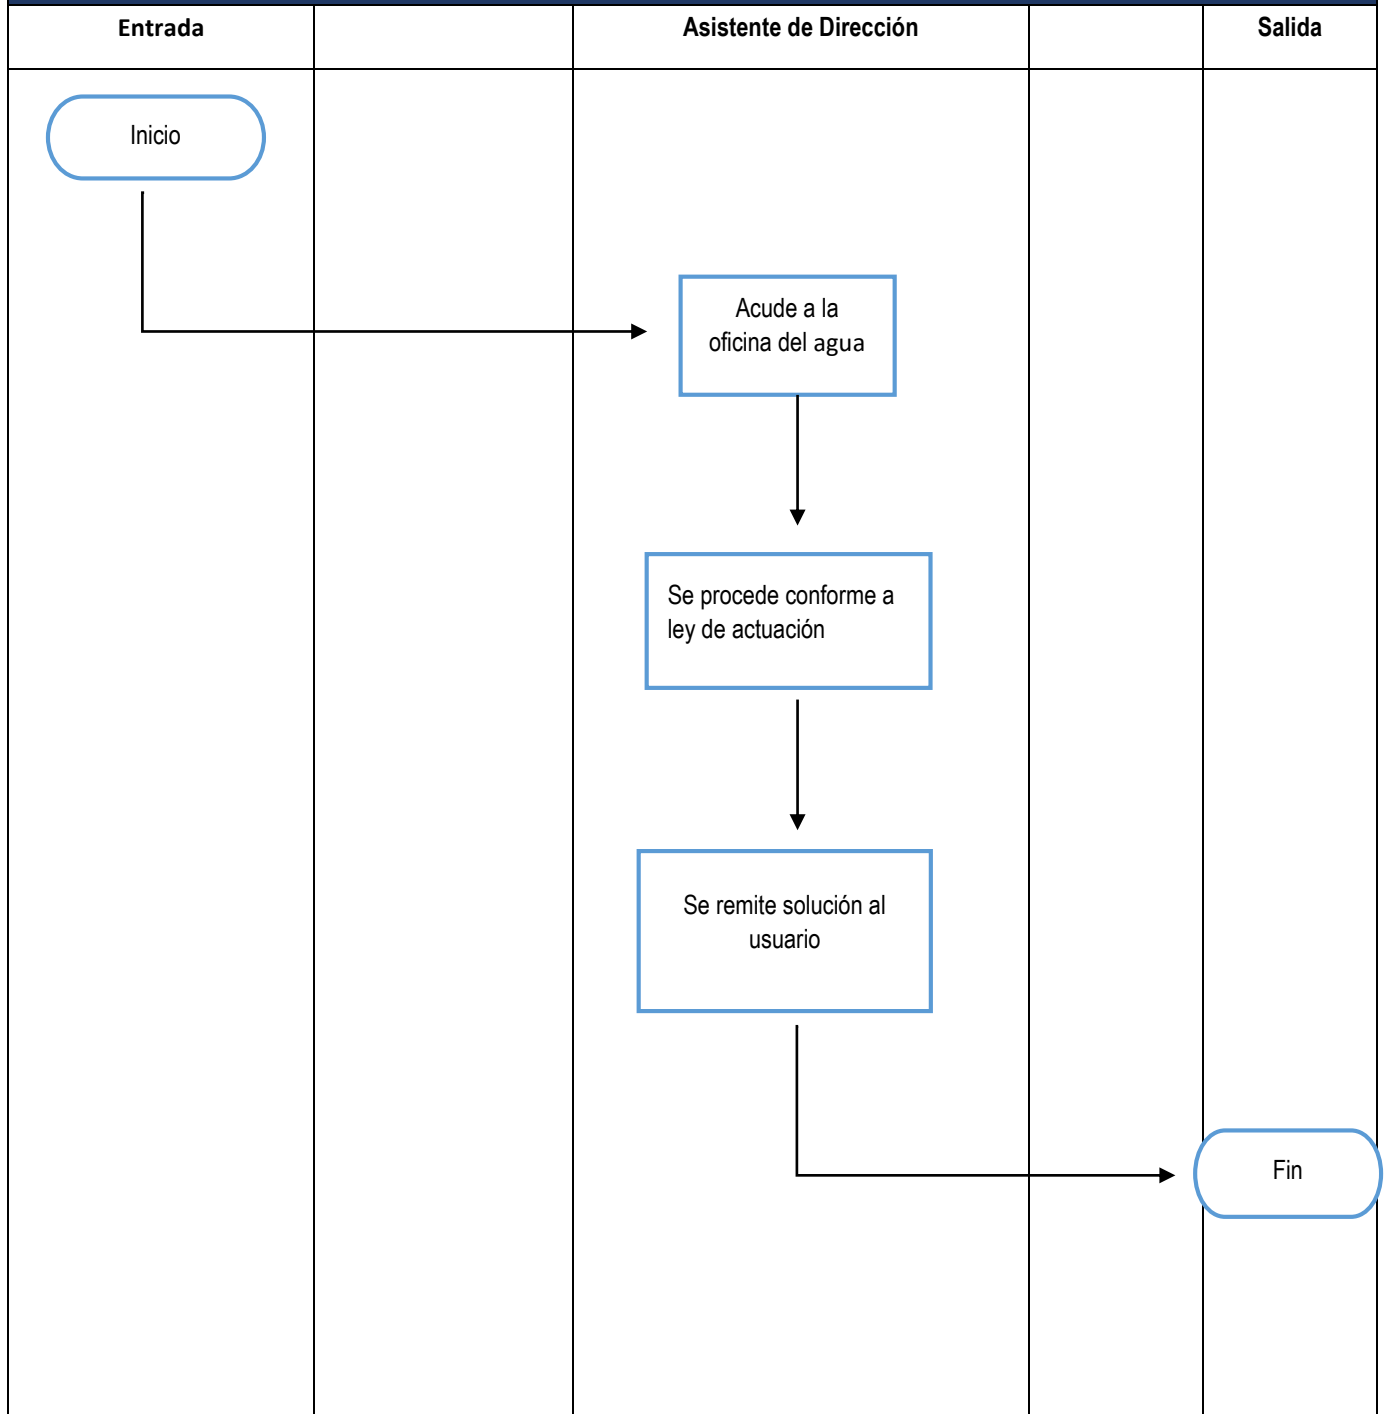 Entrada
Asistente de Dirección
Salida
Inicio
Acude a la
oficina del agua
Se procede conforme a
ley de actuación
Se remite solución al
usuario
Fin